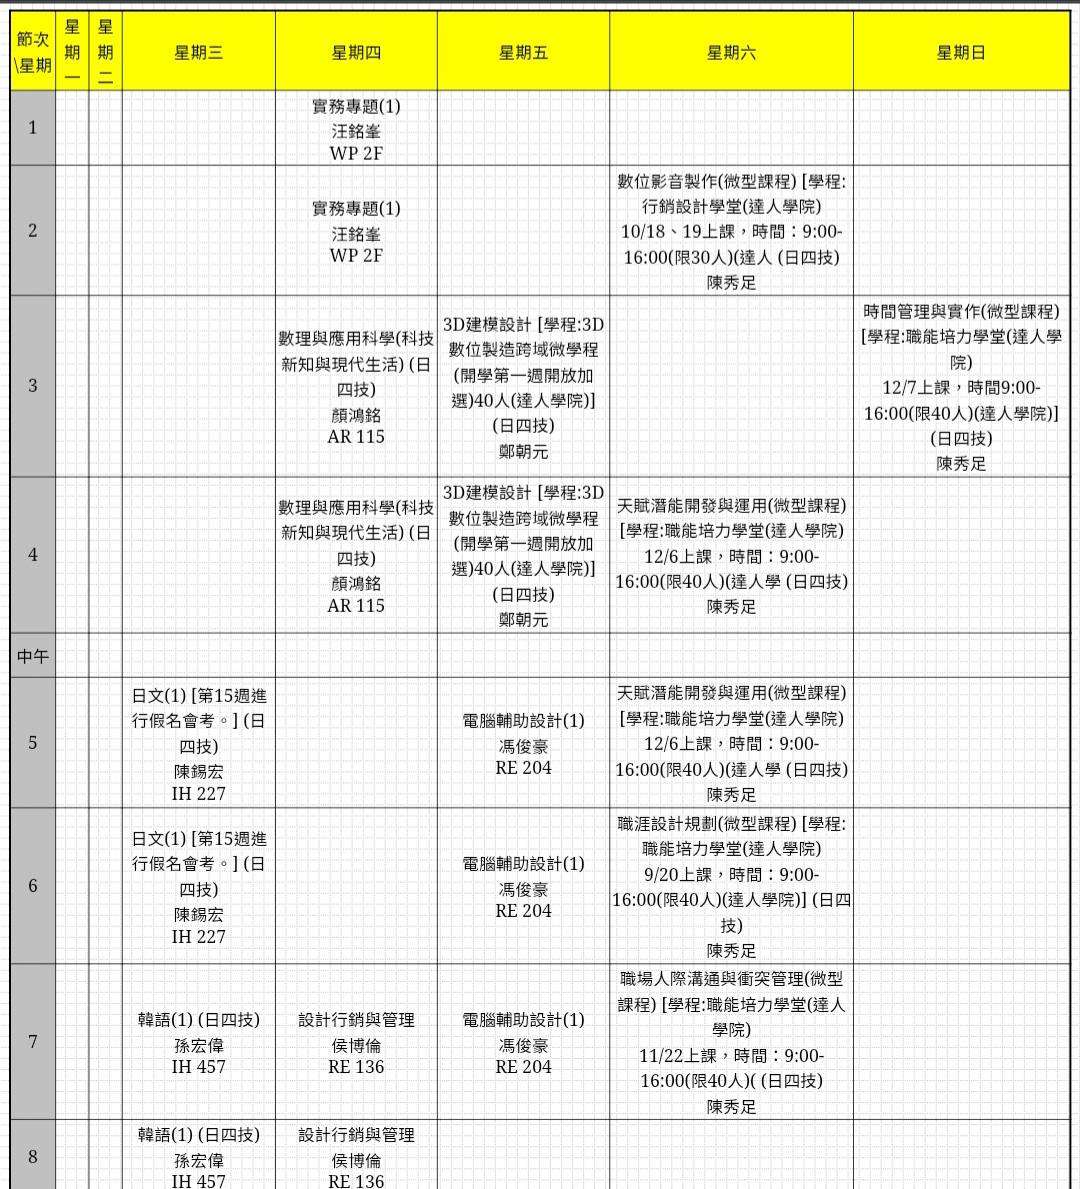 節次
\星期
星
期
一
星
期
二
星期三
星期四
星期五
星期六
星期日
1
實務專題(1)
汪銘峯
WP 2F
2
實務專題(1)
汪銘峯
WP 2F
數位影音製作(微型課程) [學程:
行銷設計學堂(達人學院)
10/18、19上課，時間：9:00-
16:00(限30人)(達人 (日四技)
陳秀足
3
數理與應用科學(科技
新知與現代生活) (日
四技)
顏鴻銘
AR 115
3D建模設計 [學程:3D
數位製造跨域微學程
(開學第一週開放加
選)40人(達人學院)]
(日四技)
鄭朝元
時間管理與實作(微型課程)
[學程:職能培力學堂(達人學
院)
12/7上課，時間9:00-
16:00(限40人)(達人學院)]
(日四技)
陳秀足
4
數理與應用科學(科技
新知與現代生活) (日
四技)
顏鴻銘
AR 115
3D建模設計 [學程:3D
數位製造跨域微學程
(開學第一週開放加
選)40人(達人學院)]
(日四技)
鄭朝元
天賦潛能開發與運用(微型課程)
[學程:職能培力學堂(達人學院)
12/6上課，時間：9:00-
16:00(限40人)(達人學 (日四技)
陳秀足
中午
5
日文(1) [第15週進
行假名會考。] (日
四技)
陳錫宏
IH 227
電腦輔助設計(1)
馮俊豪
RE 204
天賦潛能開發與運用(微型課程)
[學程:職能培力學堂(達人學院)
12/6上課，時間：9:00-
16:00(限40人)(達人學 (日四技)
陳秀足
6
日文(1) [第15週進
行假名會考。] (日
四技)
陳錫宏
IH 227
電腦輔助設計(1)
馮俊豪
RE 204
職涯設計規劃(微型課程) [學程:
職能培力學堂(達人學院)
9/20上課，時間：9:00-
16:00(限40人)(達人學院)] (日四
技)
陳秀足
7
韓語(1) (日四技)
孫宏偉
IH 457
設計行銷與管理
侯博倫
RE 136
電腦輔助設計(1)
馮俊豪
RE 204
職場人際溝通與衝突管理(微型
課程) [學程:職能培力學堂(達人
學院)
11/22上課，時間：9:00-
16:00(限40人)( (日四技)
陳秀足
8
韓語(1) (日四技)
孫宏偉
IH 457
設計行銷與管理
侯博倫
RE 136